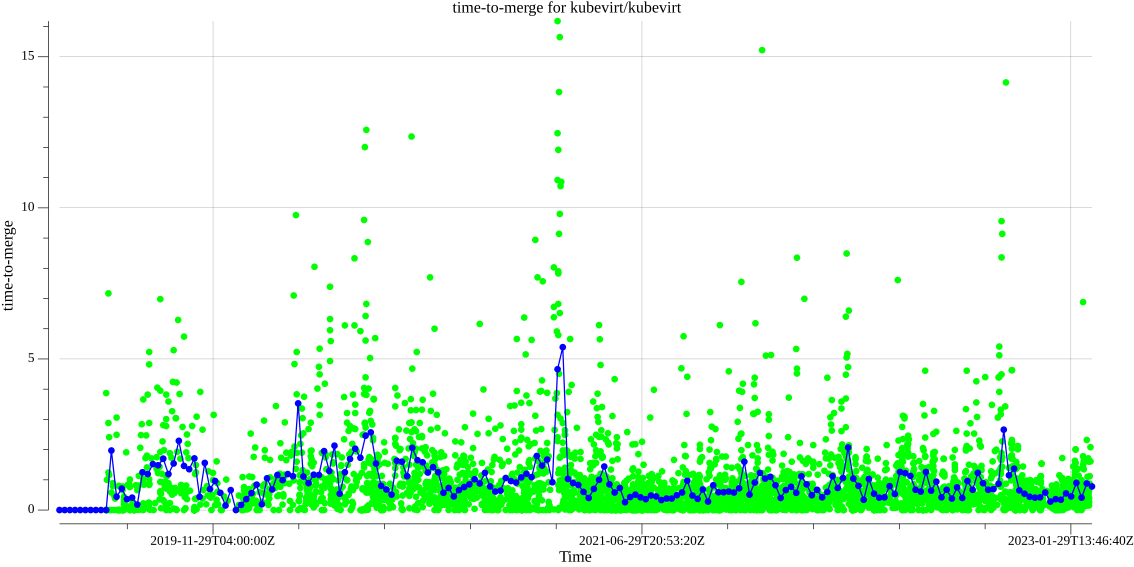 time-to-merge for kubevirt/kubevirt
15
10
5
0
time-to-merge
2019-11-29T04:00:00Z
2021-06-29T20:53:20Z
2023-01-29T13:46:40Z
Time